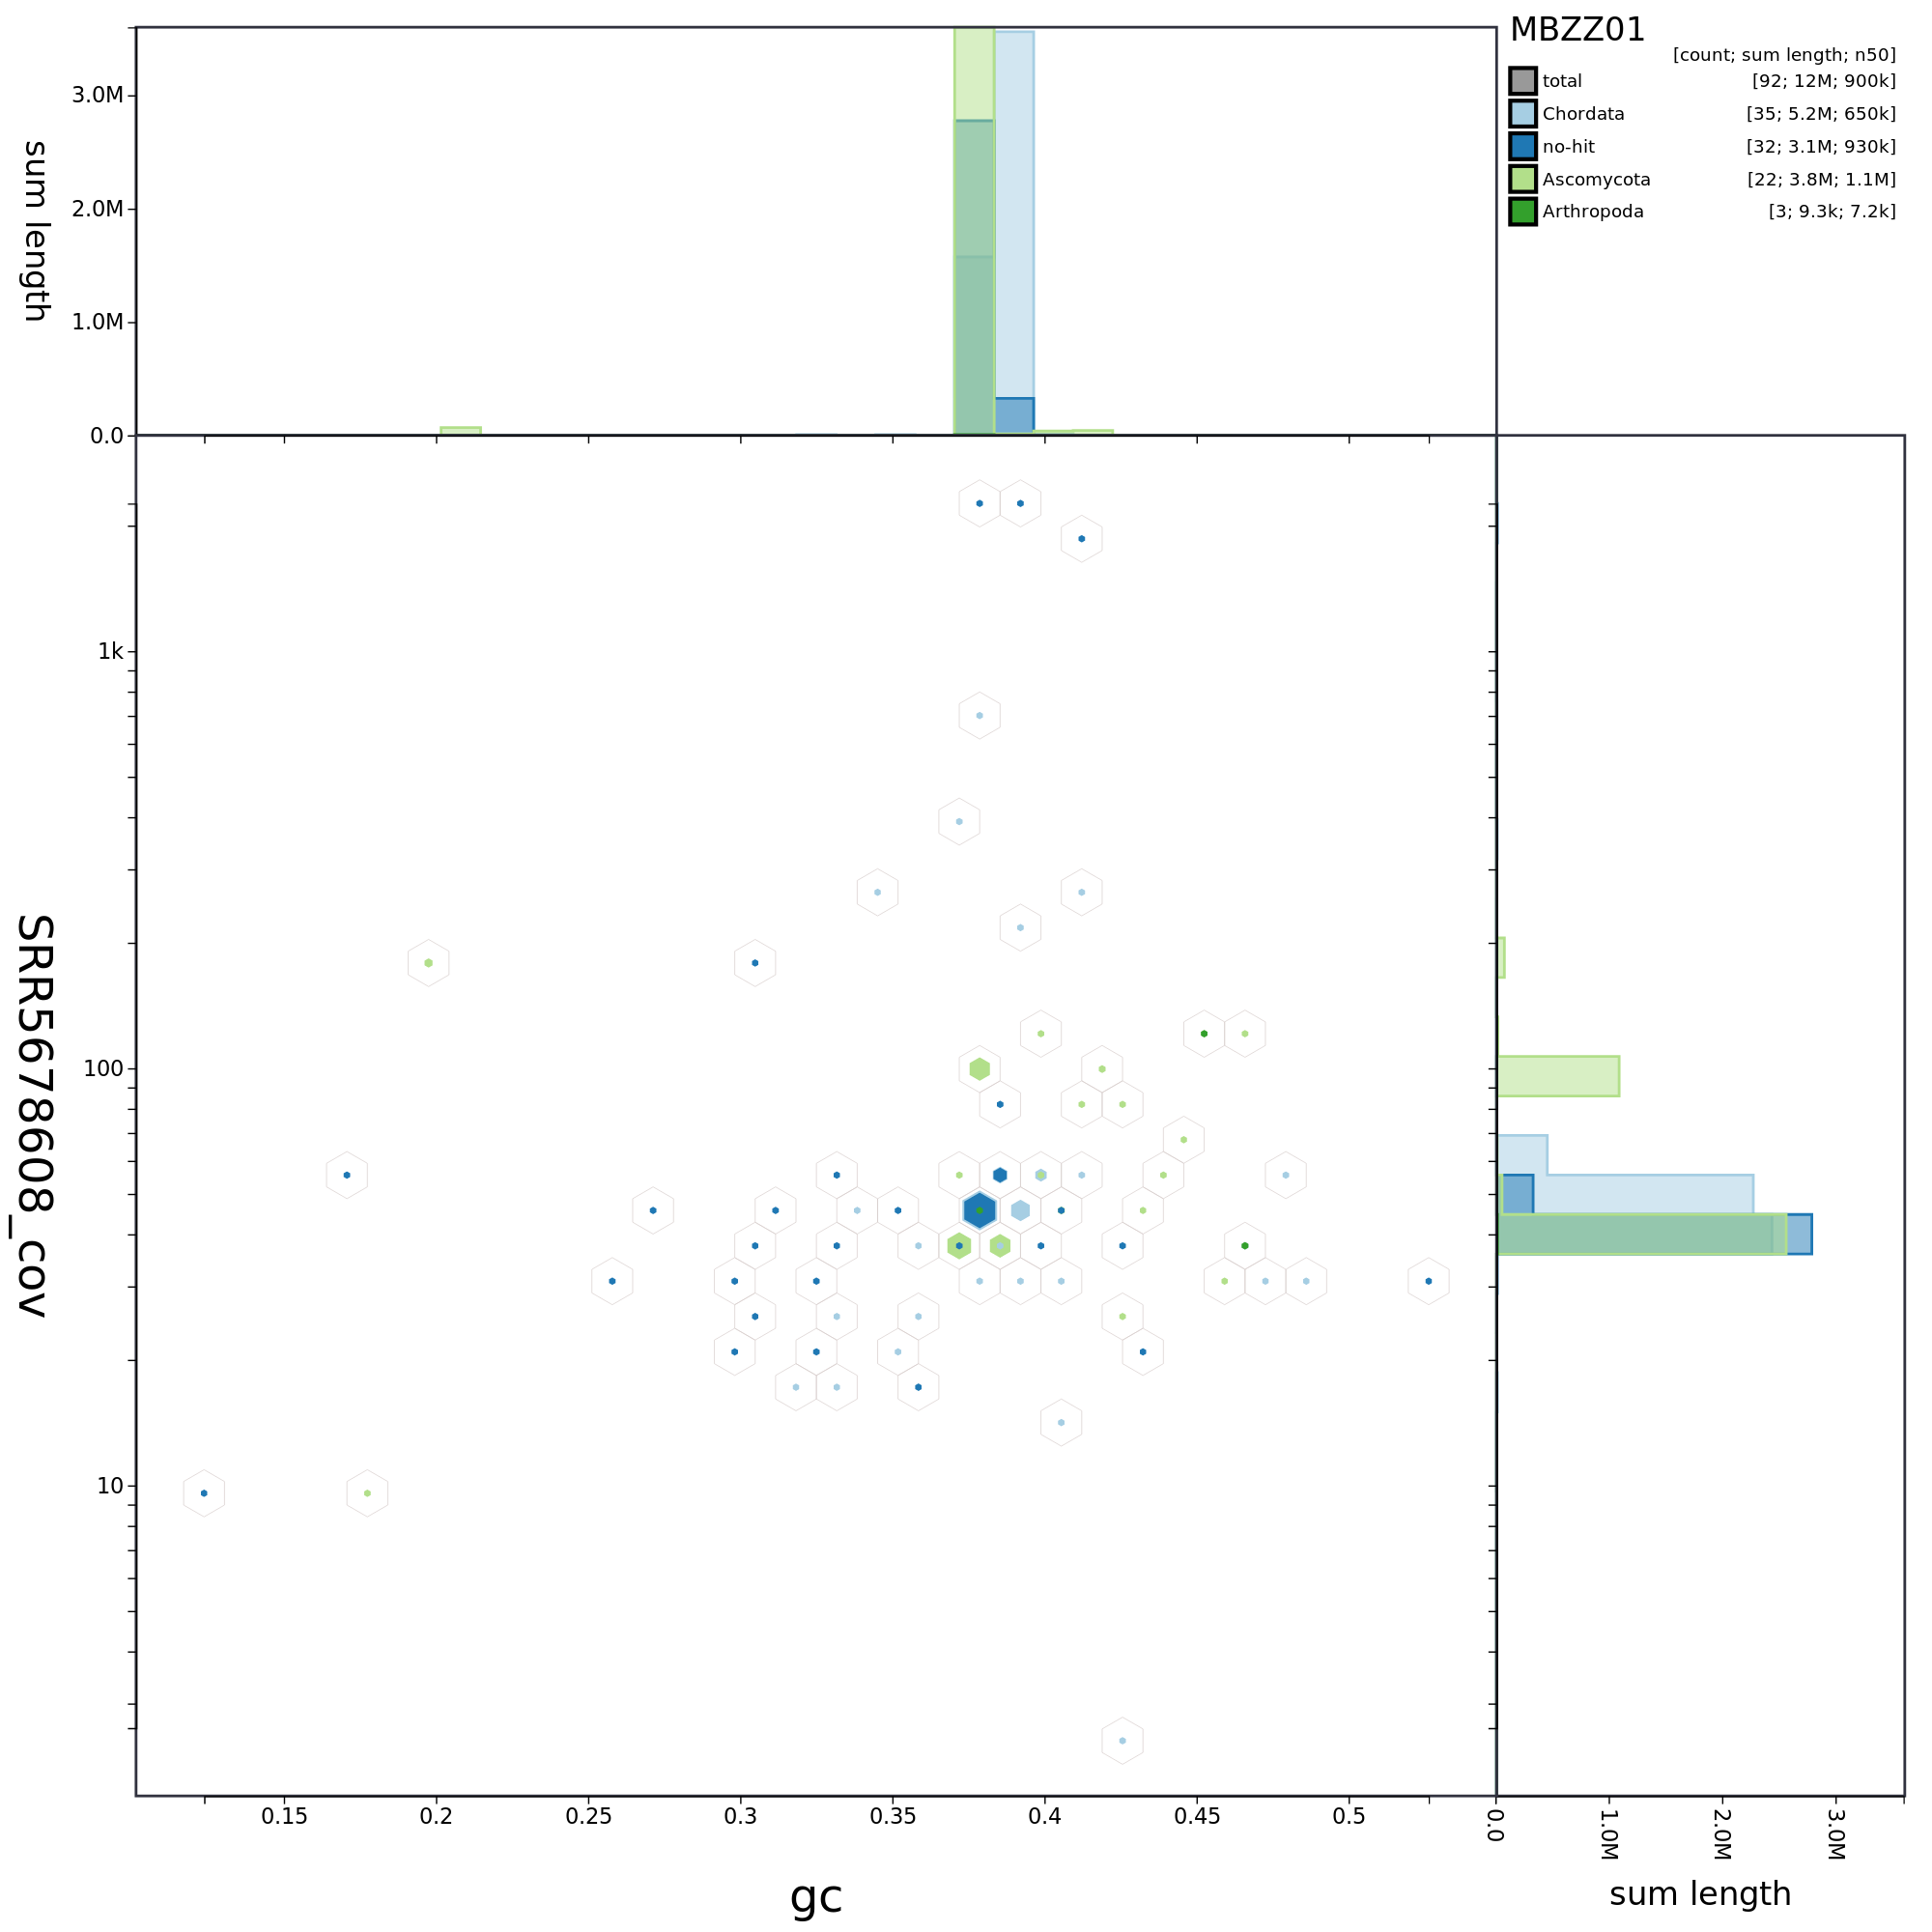 MBZZ01
[count; sum length; n50]
total [92; 12M; 900k]
Chordata [35; 5.2M; 650k]
no-hit [32; 3.1M; 930k]
Ascomycota [22; 3.8M; 1.1M]
Arthropoda [3; 9.3k; 7.2k]
sum length
3.0M
2.0M
1.0M
0.0
SRR5678608_cov
1k
100
10
0.15 0.2 0.25 0.3 0.35 0.4 0.45 0.5
gc
0.0 1.0M 2.0M 3.0M
sum length